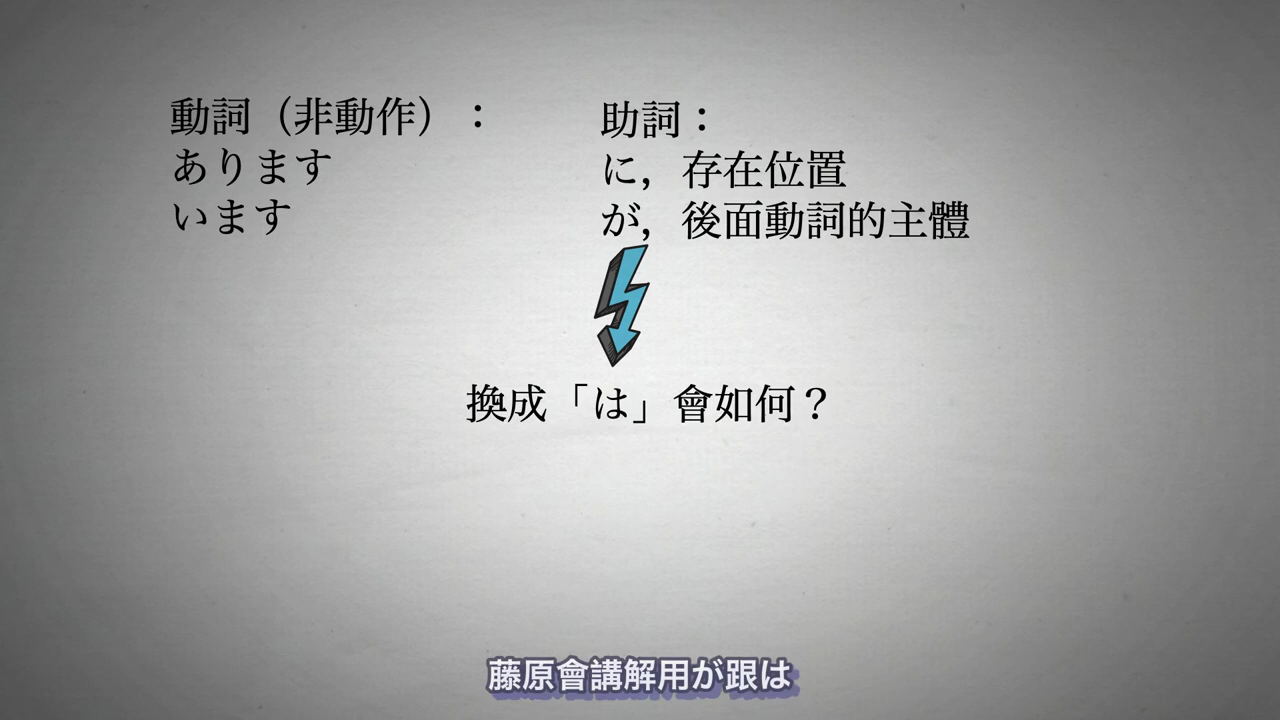 動詞（非動作）：
あります
います
助詞：
に，存在位置
が，後面動詞的主體
換成「は」會如何？
藤原會講解用が跟は